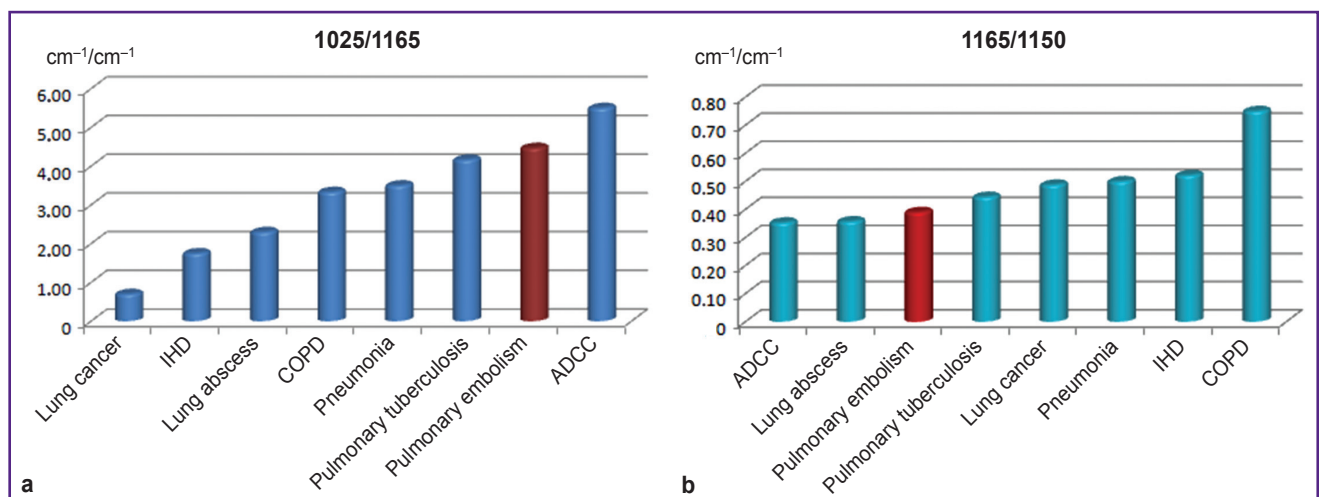 1025/1165
cm–1/cm–1
6.00
5.00
4.00
3.00
2.00
1.00
0
Lung cancer
IHD
Lung abscess
COPD
Pneumonia
Pulmonary tuberculosis
Pulmonary embolism
ADCC
a
1165/1150
cm–1/cm–1
0.80
0.70
0.60
0.50
0.40
0.30
0.20
0.10
0
ADCC
Lung abscess
Pulmonary embolism
Pulmonary tuberculosis
Lung cancer
Pneumonia
IHD
COPD
b